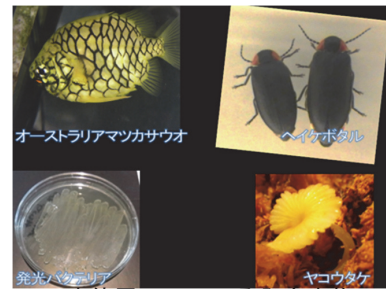 オーストラリアマツカサウオ
ヘイケボタル
発光バクテリア
ヤコウタケ